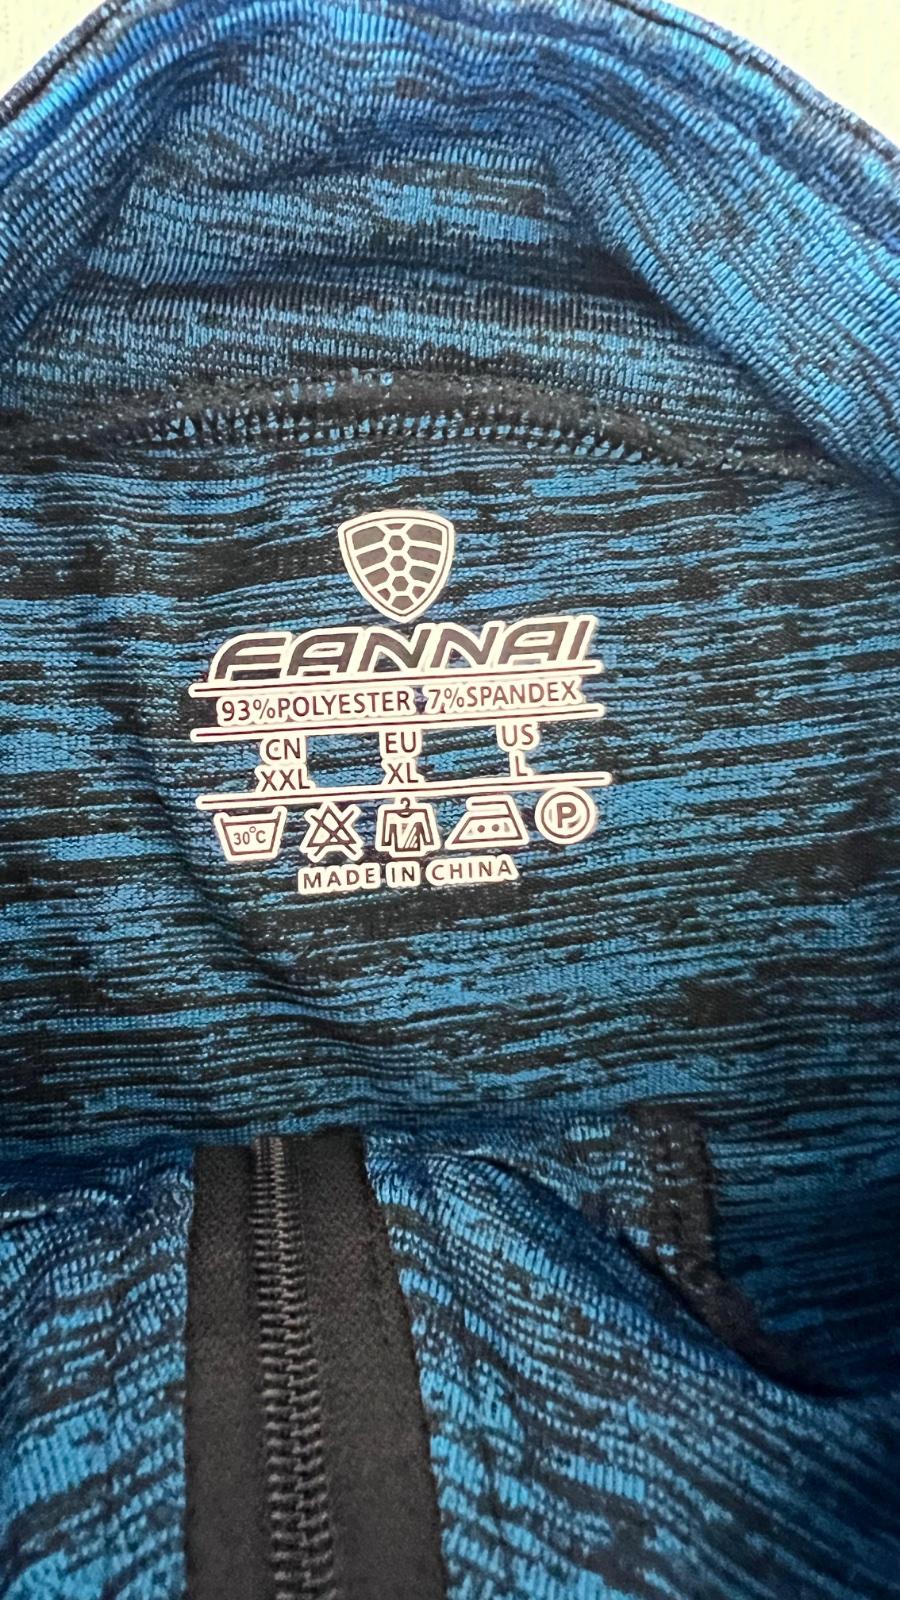 FANNAI
93%POLYESTER 7%SPANDEX
CN EU US
XXL XL L
30°C P
MADE IN CHINA